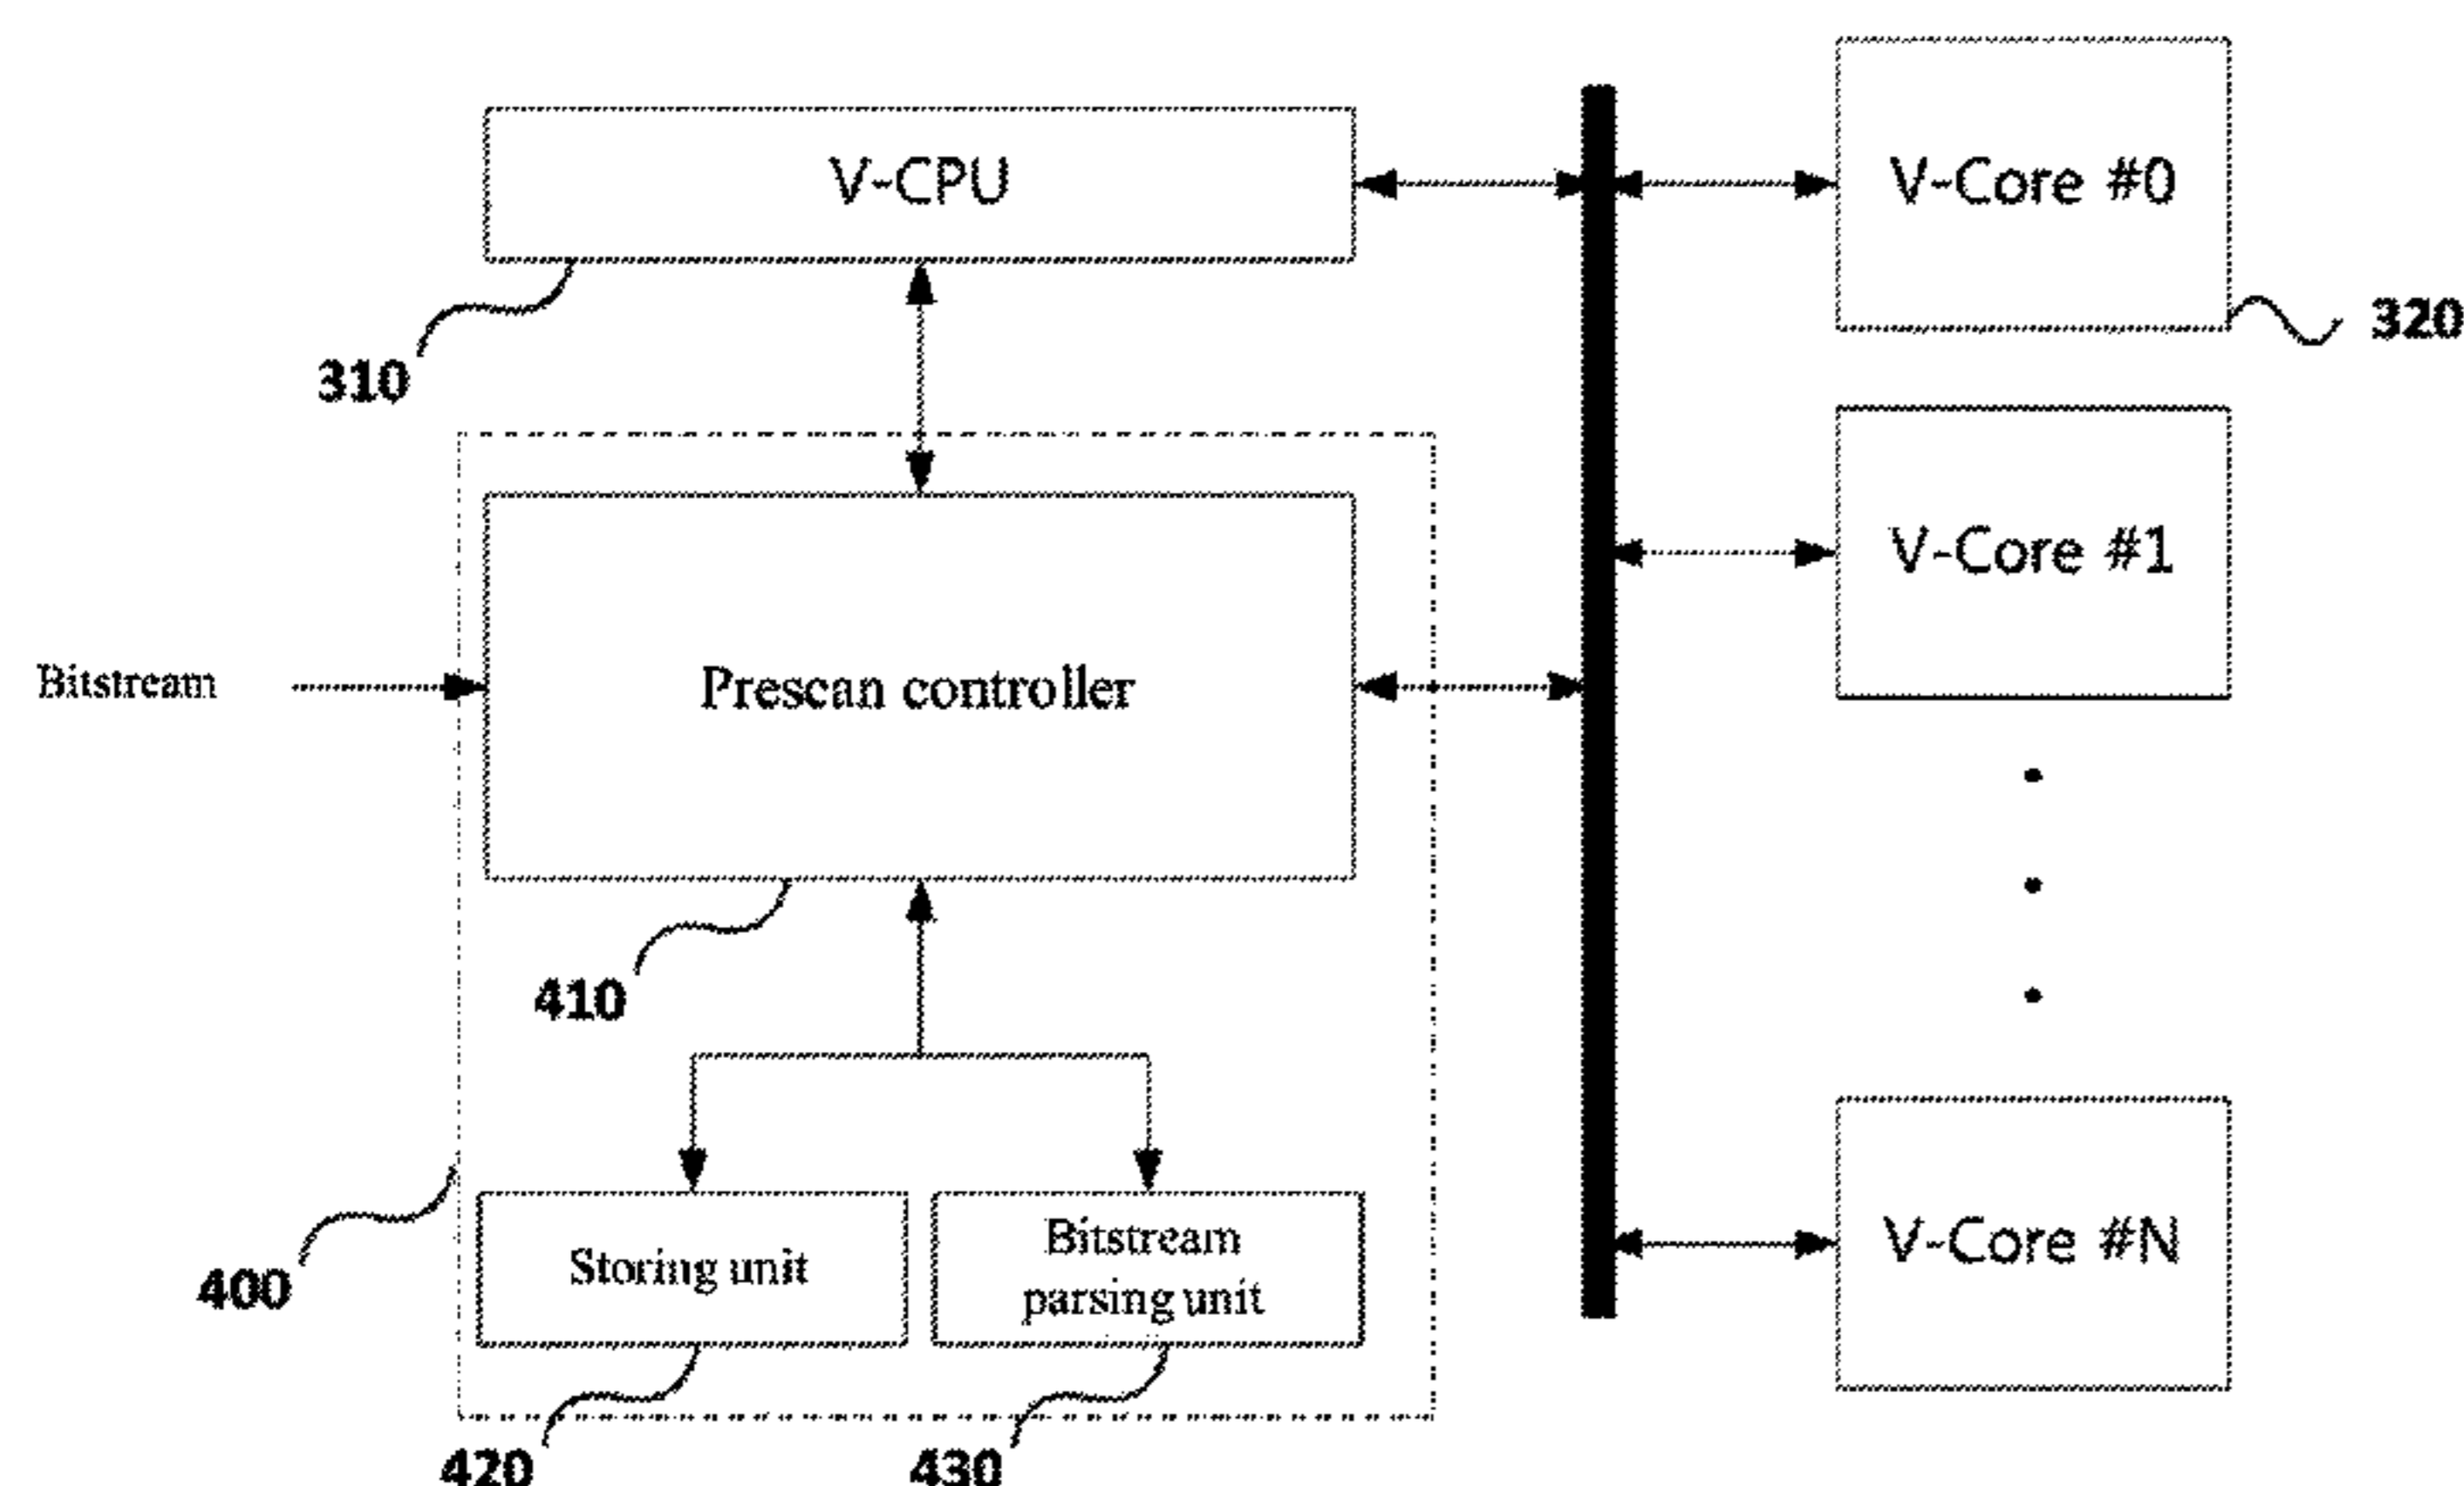 V-CPU
V-Core #0
310
320
V-Core #1
Bitstream
Prescan controller
410
Storing unit
Bitstream
parsing unit
V-Core #N
400
420
430